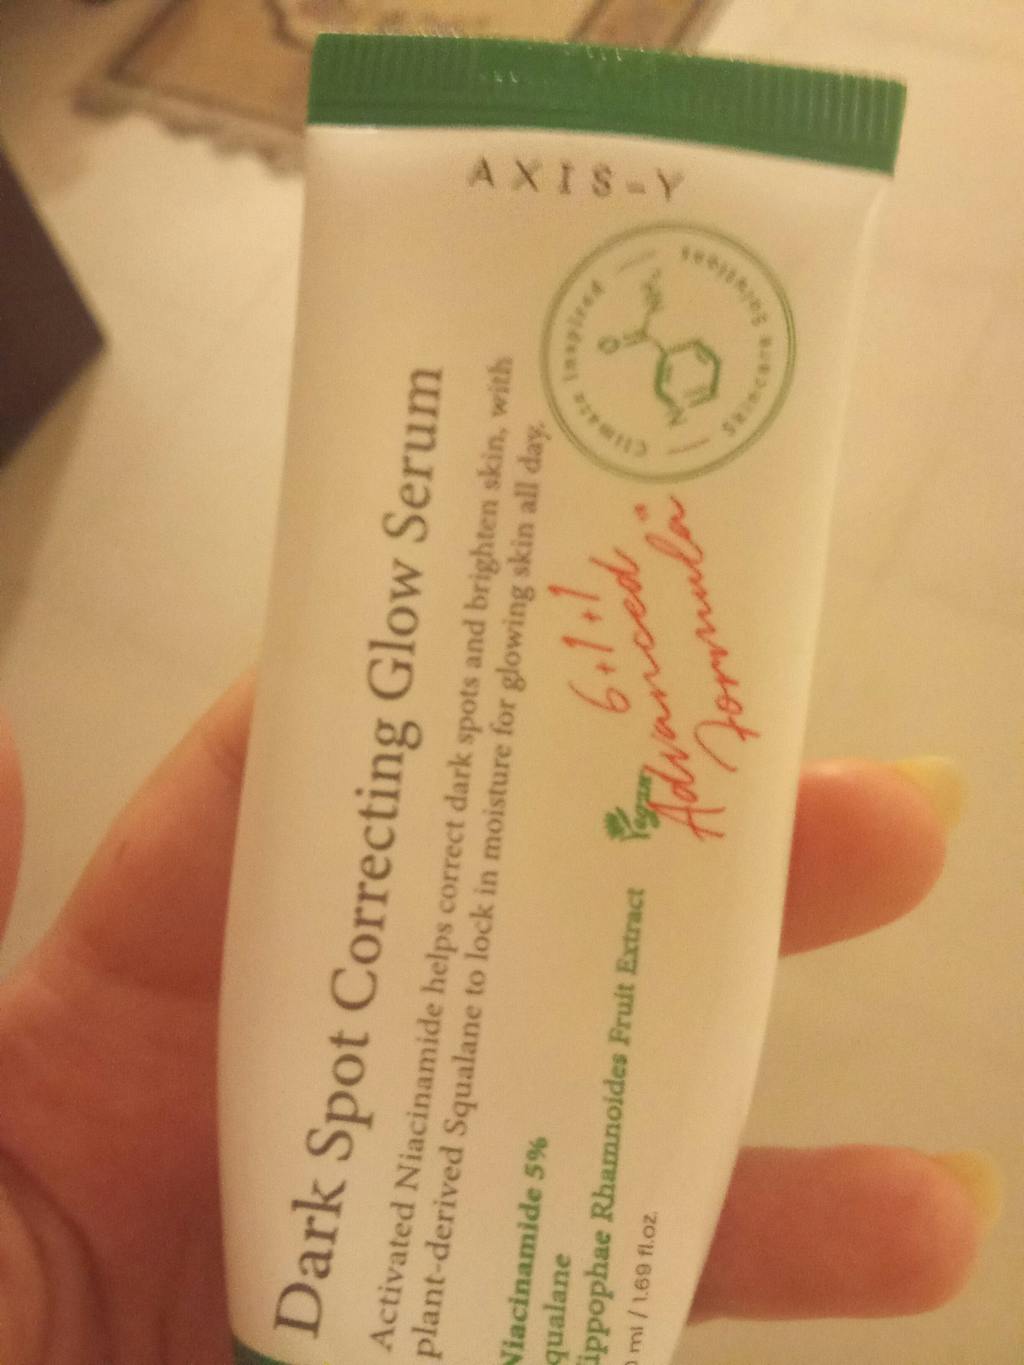 AXIS-Y
Climate Inspired
Skincare Solutions
O
NH₂
N
Dark Spot Correcting Glow Serum
Activated Niacinamide helps correct dark spots and brighten skin, with
plant-derived Squalane to lock in moisture for glowing skin all day.
6+1+1
Advanced"
Formula
Vegan
Niacinamide 5%
qualane
ippophae Rhamnoides Fruit Extract
ml / 1.69 fl.oz.